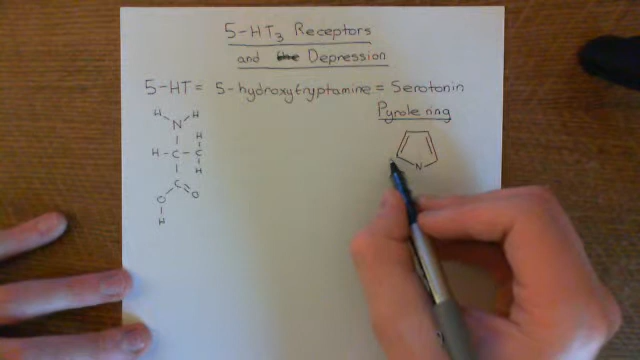 5-HT3 Receptors
and the Depression
5-HT = 5-hydroxytryptamine = Serotonin
Pyrole ring
H H
N
H
H-C-C-H
H
C
O O
H
N